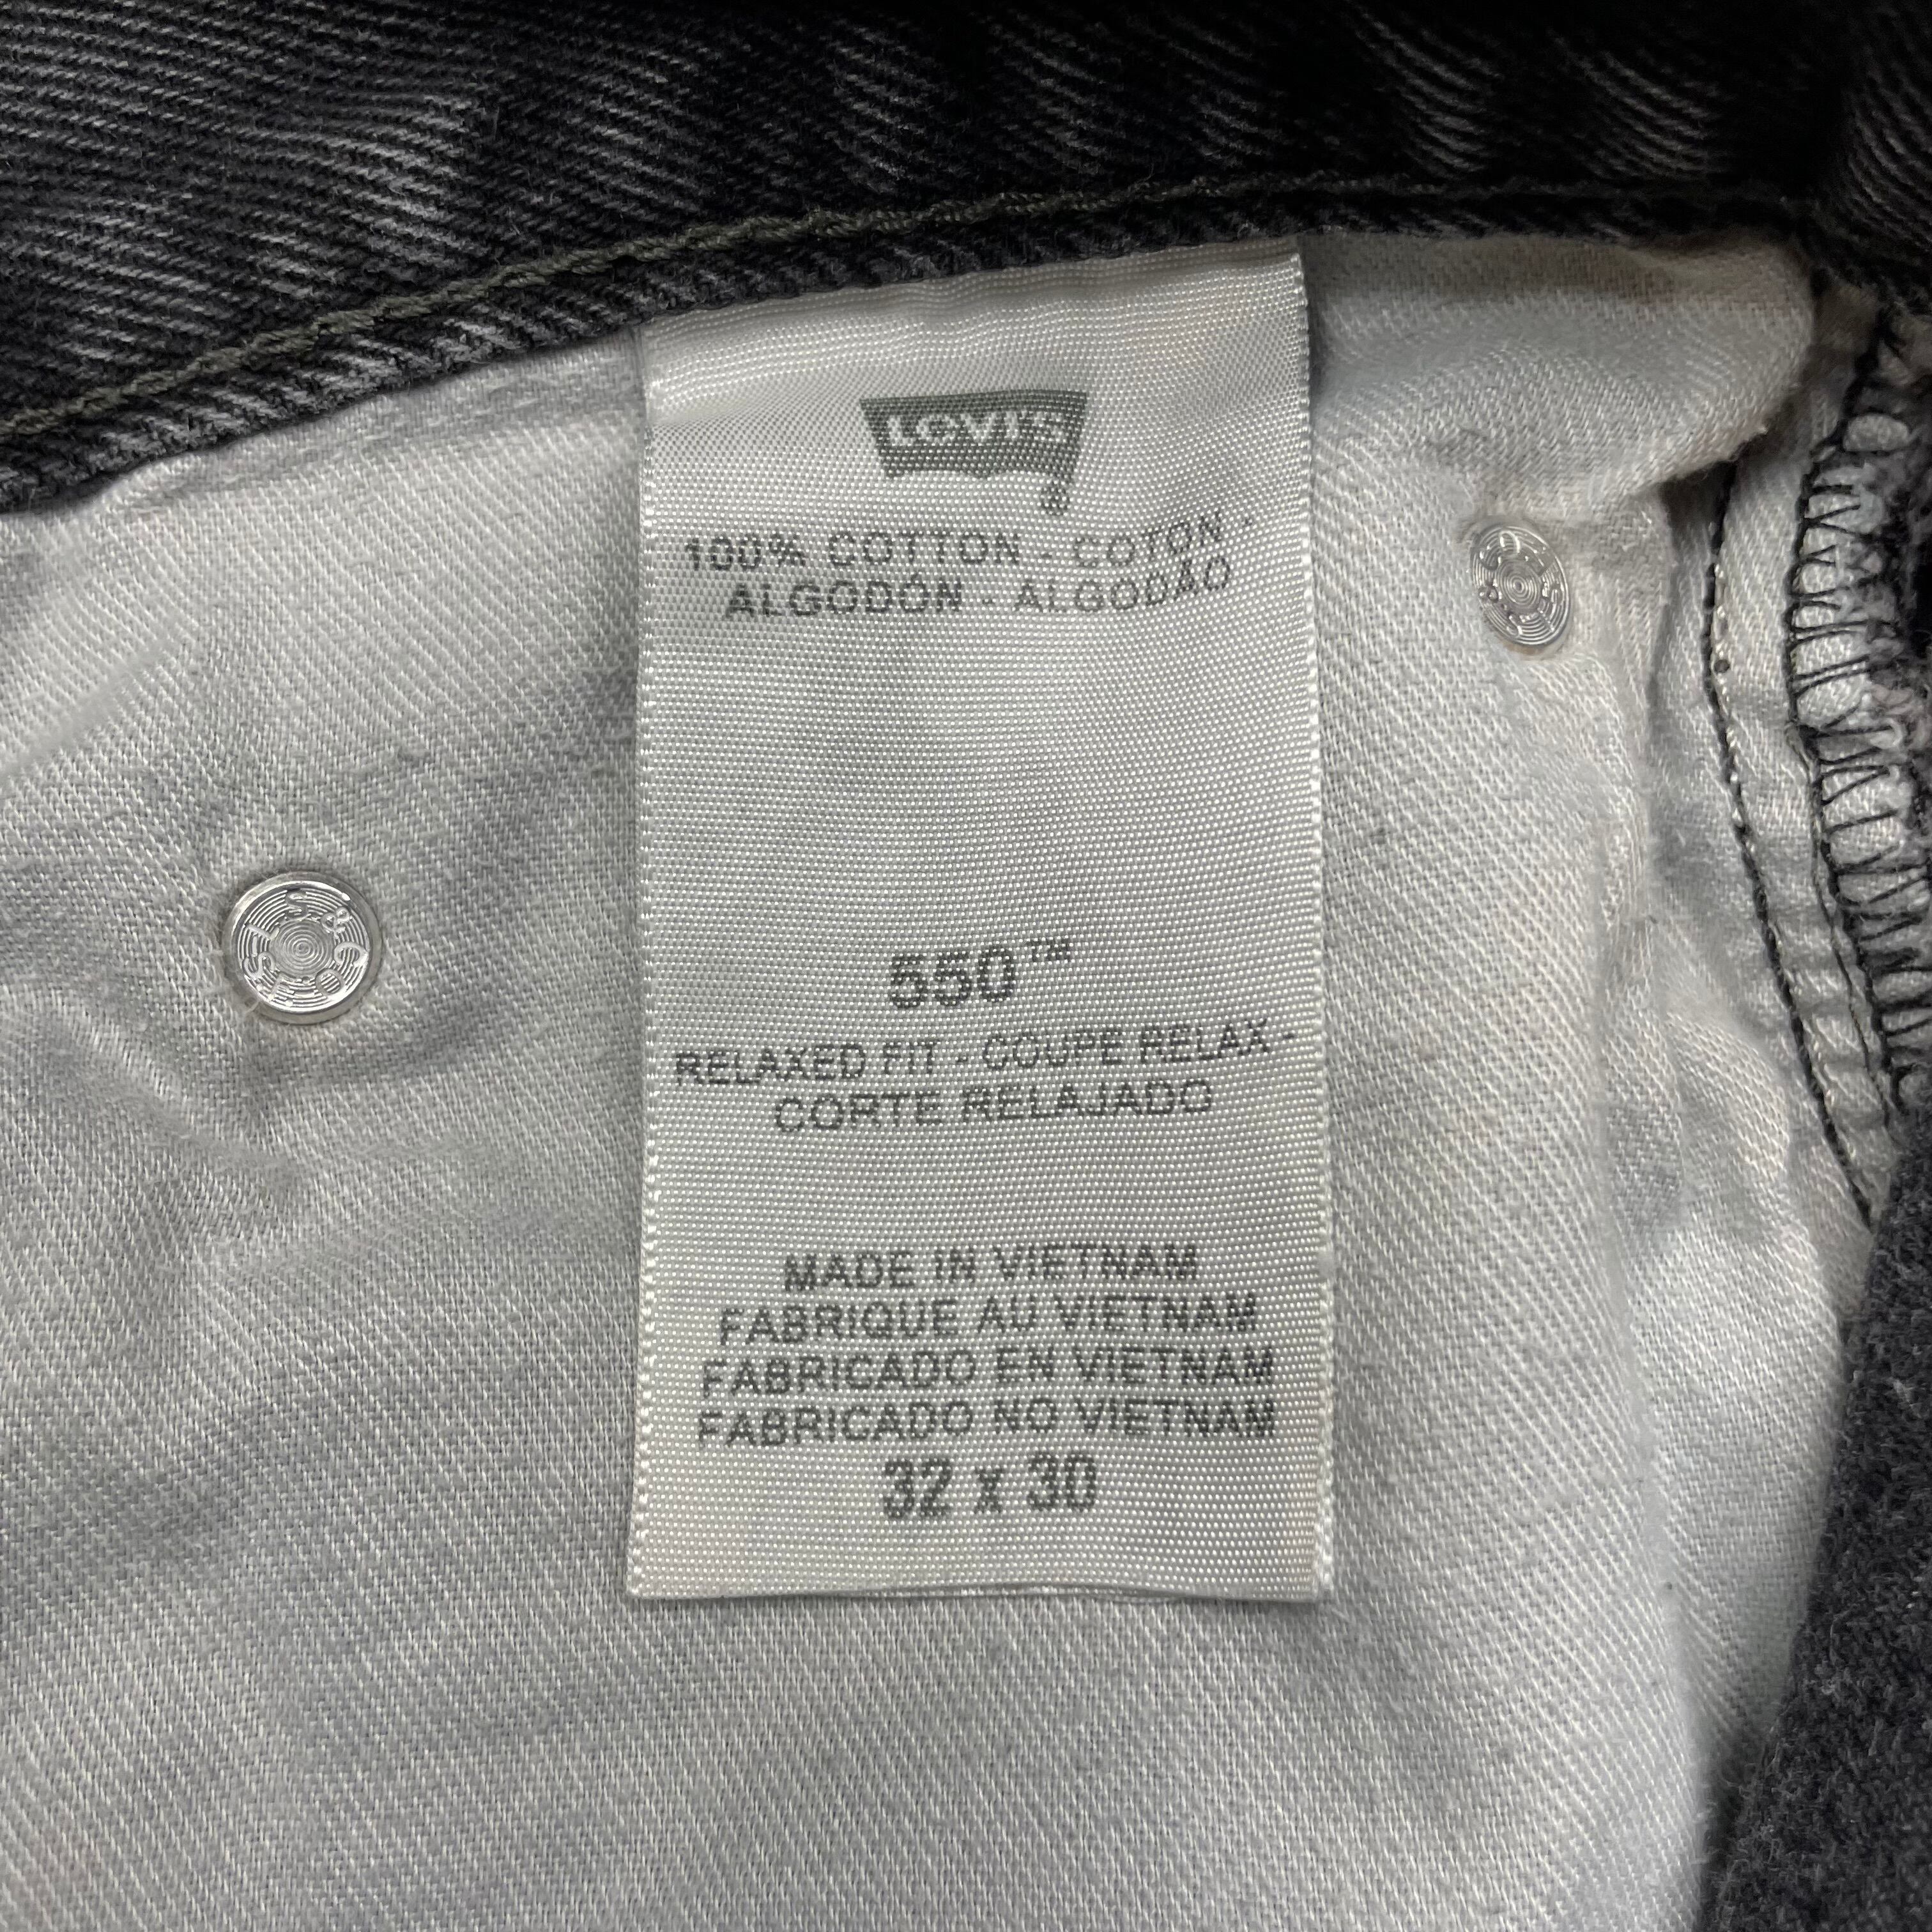 LEVI'S
®
100% COTTON - COTON -
ALGODÓN - ALGODÃO
550™
RELAXED FIT - COUPE RELAX -
CORTE RELAJADO
MADE IN VIETNAM
FABRIQUE AU VIETNAM
FABRICADO EN VIETNAM
FABRICADO NO VIETNAM
32 x 30